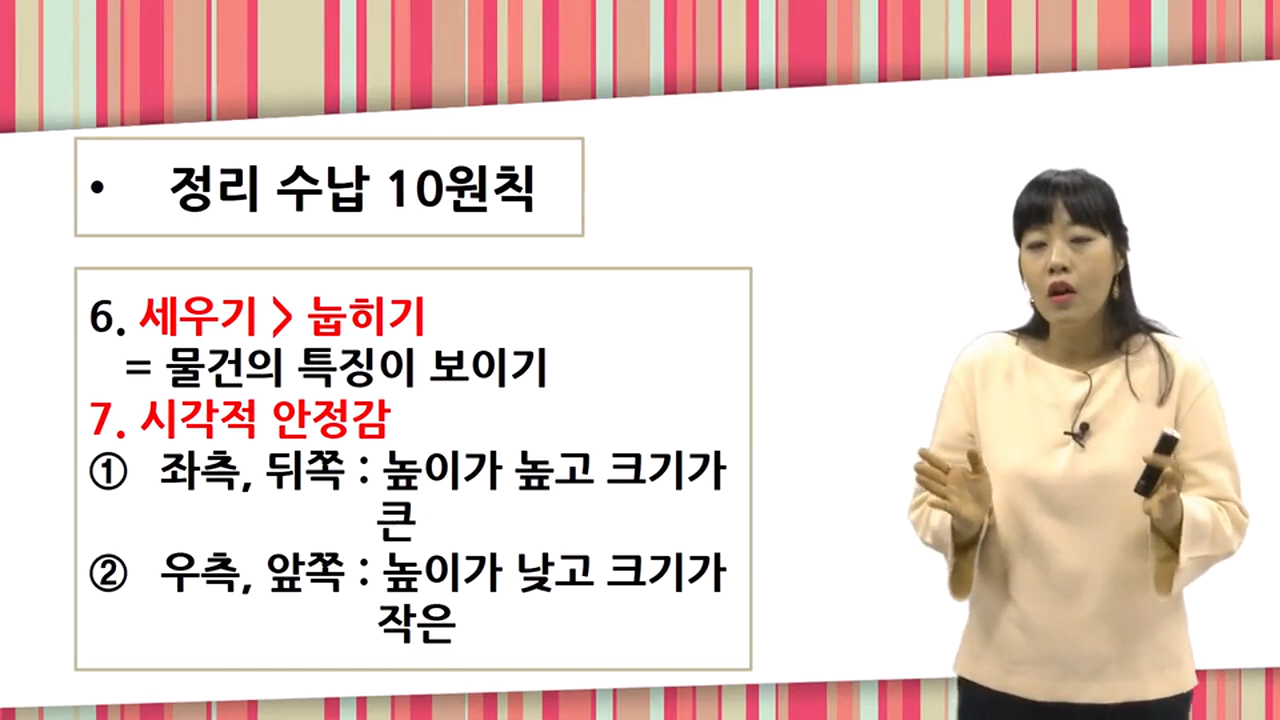 • 정리 수납 10원칙
6. 세우기 > 눕히기
= 물건의 특징이 보이기
7. 시각적 안정감
① 좌측, 뒤쪽 : 높이가 높고 크기가
큰
② 우측, 앞쪽 : 높이가 낮고 크기가
작은